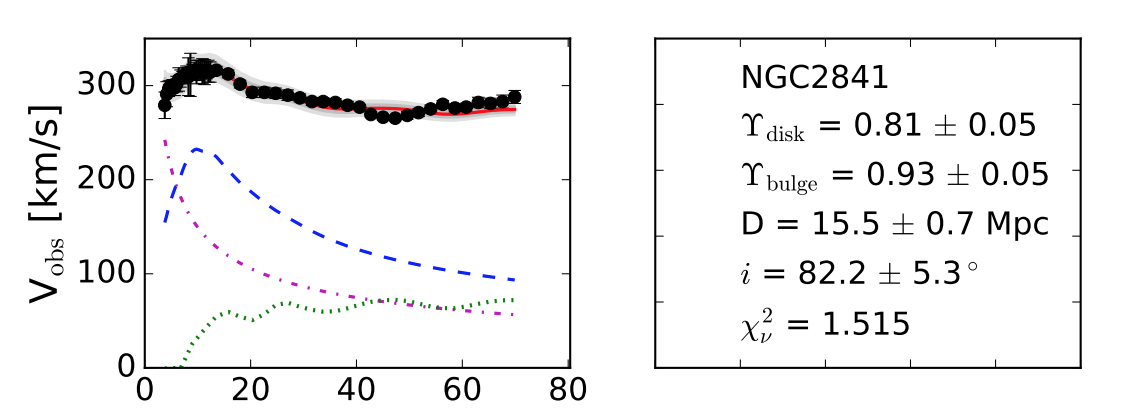 300
200
100
0
V_obs [km/s]
0 20 40 60 80
NGC2841
ϒ_disk = 0.81 ± 0.05
ϒ_bulge = 0.93 ± 0.05
D = 15.5 ± 0.7 Mpc
i = 82.2 ± 5.3°
χ²_ν = 1.515